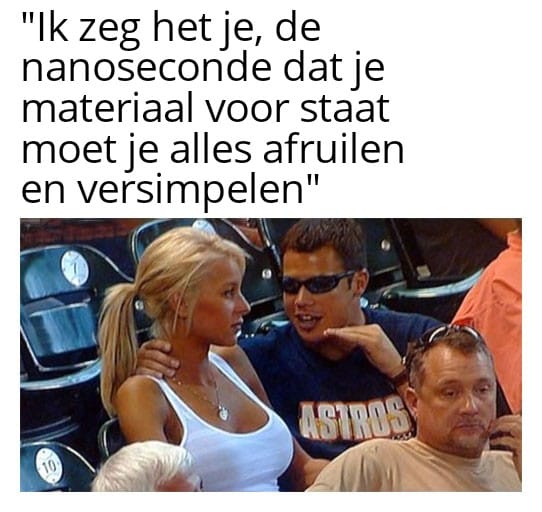 "Ik zeg het je, de
nanoseconde dat je
materiaal voor staat
moet je alles afruilen
en versimpelen"
ASTROS
10